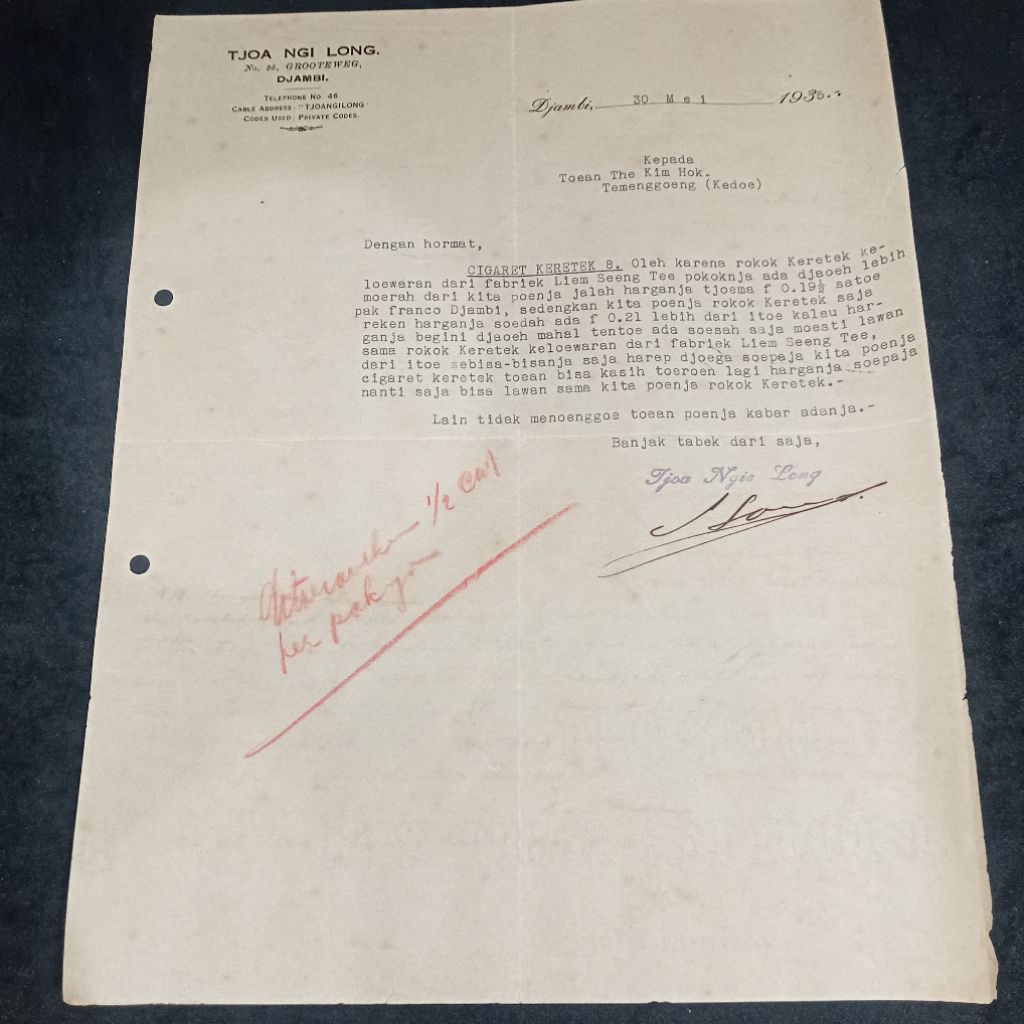 TJOA NGI LONG.
No. 95, GROOTEWEG,
DJAMBI.
TELEPHONE No. 46
CABLE ADDRESS: "TJOANGILONG"
CODES USED: PRIVATE CODES.
Djambi, 30 Mei 193
Kepada
Toean The Kim Hok.
Temenggoeng (Kedoe)
Dengan hormat,
CIGARET KERETEK 8. Oleh karena rokok Keretek ke-
loewaran dari fabriek Liem Seeng Tee pokoknja ada djaoeh lebih
moerah dari kita poenja jalah harganja tjoema f 0.19½ satoe
pak franco Djambi, sedengkan kita poenja rokok Keretek saja
reken harganja soedah ada f 0.21 lebih dari itoe kalau har-
ganja begini djaoeh mahal tentoe ada soesah saja moesti lawan
sama rokok Keretek keloewaran dari fabriek Liem Seeng Tee,
dari itoe sebisa-bisanja saja harep djoega soepaja kita poenja
cigaret keretek toean bisa kasih toeroen lagi harganja soepaja
nanti saja bisa lawan sama kita poenja rokok Keretek.-
Lain tidak menoenggoe toean poenja kabar adanja.-
Banjak tabek dari saja,
Tjoa Ngie Long
1/2 cent
per pak